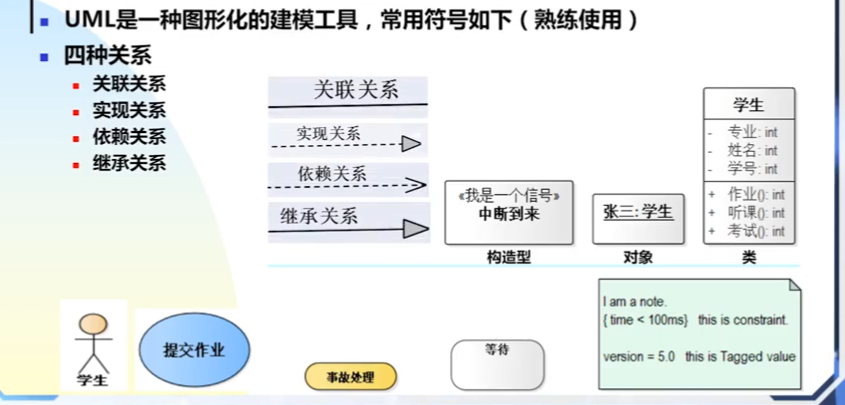 UML是一种图形化的建模工具，常用符号如下（熟练使用）
四种关系
关联关系
实现关系
依赖关系
继承关系
关联关系
实现关系
依赖关系
继承关系
«我是一个信号»
中断到来
构造型
张三:学生
对象
学生
- 专业: int
- 姓名: int
- 学号: int
+ 作业(): int
+ 听课(): int
+ 考试(): int
类
学生
提交作业
事故处理
等待
I am a note.
{ time < 100ms} this is constraint.
version = 5.0 this is Tagged value